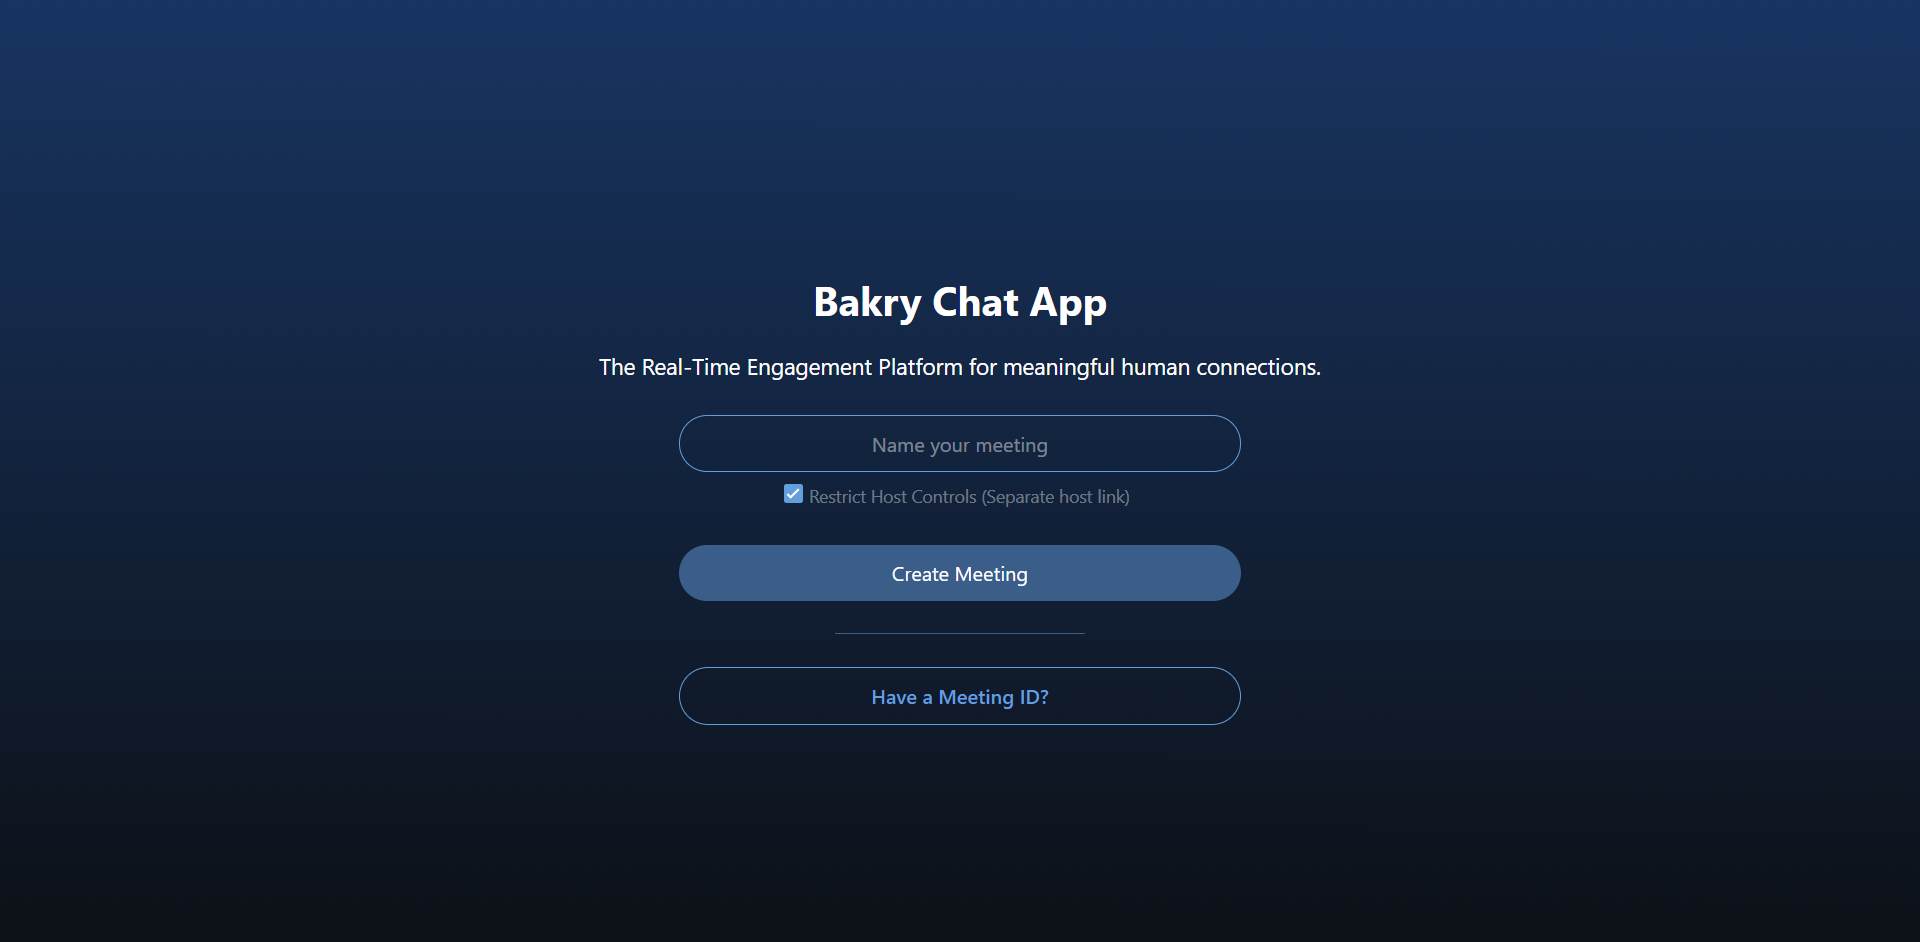 Bakry Chat App
The Real-Time Engagement Platform for meaningful human connections.
Name your meeting
Restrict Host Controls (Separate host link)
Create Meeting
Have a Meeting ID?